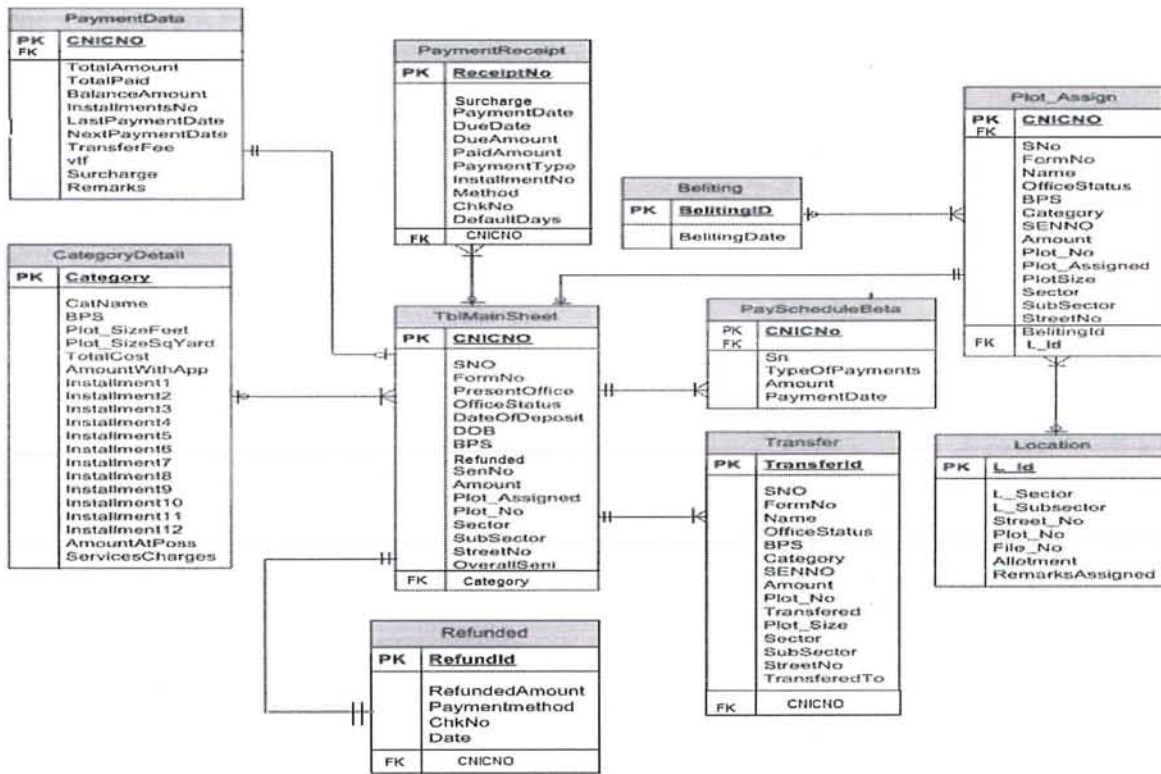 PaymentData
PK CNICNO
FK
TotalAmount
TotalPaid
BalanceAmount
InstallmentsNo
LastPaymentDate
NextPaymentDate
TransferFee
vlf
Surcharge
Remarks
CategoryDetail
PK Category
CatName
BPS
Plot_SizeFeet
Plot_SizeSqYard
TotalCost
AmountWithApp
Installment1
Installment2
Installment3
Installment4
Installment5
Installment6
Installment7
Installment8
Installment9
Installment10
Installment11
Installment12
AmountAtPoss
ServicesCharges
PaymentReceipt
PK ReceiptNo
Surcharge
PaymentDate
DueDate
DueAmount
PaidAmount
PaymentType
InstallmentNo
Method
ChkNo
DefaultDays
FK CNICNO
TblMainSheet
PK CNICNO
SNO
FormNo
PresentOffice
OfficeStatus
DateOfDeposit
DOB
BPS
Refunded
SenNo
Amount
Plot_Assigned
Plot_No
Sector
SubSector
StreetNo
OverallSeni
FK Category
Refunded
PK RefundId
RefundedAmount
Paymentmethod
ChkNo
Date
FK CNICNO
Beliting
PK BelitingID
BelitingDate
PayScheduleBeta
PK CNICNo
FK
Sn
TypeOfPayments
Amount
PaymentDate
Transfer
PK TransferId
SNO
FormNo
Name
OfficeStatus
BPS
Category
SENNO
Amount
Plot_No
Transfered
Plot_Size
Sector
SubSector
StreetNo
TransferedTo
FK CNICNO
Plot_Assign
PK CNICNO
FK
SNo
FormNo
Name
OfficeStatus
BPS
Category
SENNO
Amount
Plot_No
Plot_Assigned
PlotSize
Sector
SubSector
StreetNo
BelitingId
FK L_Id
Location
PK L_Id
L_Sector
L_Subsector
Street_No
Plot_No
File_No
Allotment
RemarksAssigned